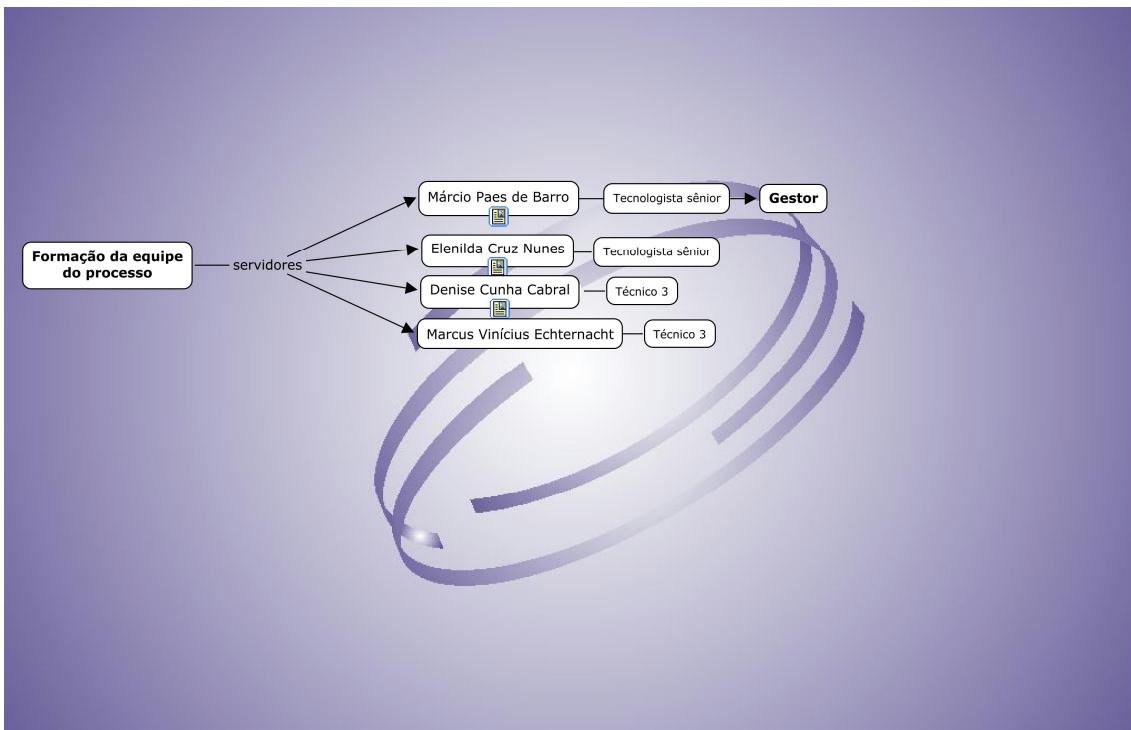 Formação da equipe
do processo
servidores
Márcio Paes de Barro
Tecnologista sênior
Gestor
Elenilda Cruz Nunes
Tecnologista sênior
Denise Cunha Cabral
Técnico 3
Marcus Vinícius Echternacht
Técnico 3